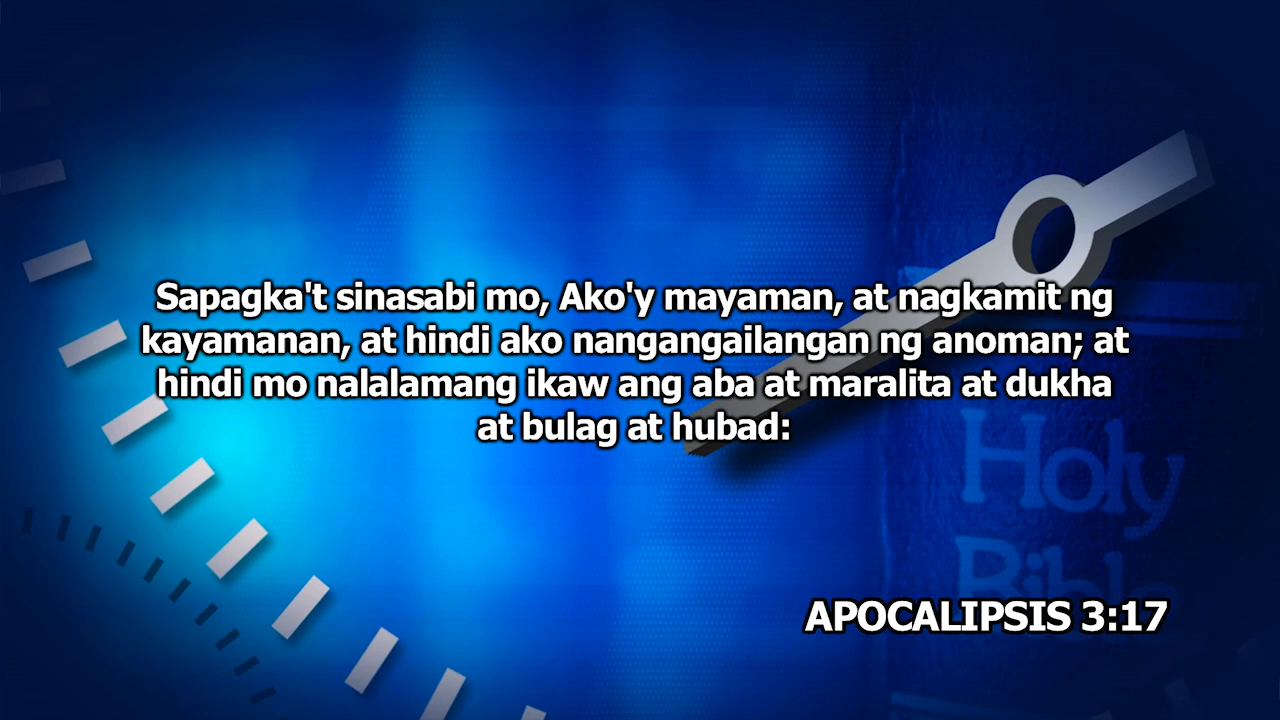 Sapagka't sinasabi mo, Ako'y mayaman, at nagkamit ng
kayamanan, at hindi ako nangangailangan ng anoman; at
hindi mo nalalamang ikaw ang aba at maralita at dukha
at bulag at hubad:
Holy
Bible
APOCALIPSIS 3:17